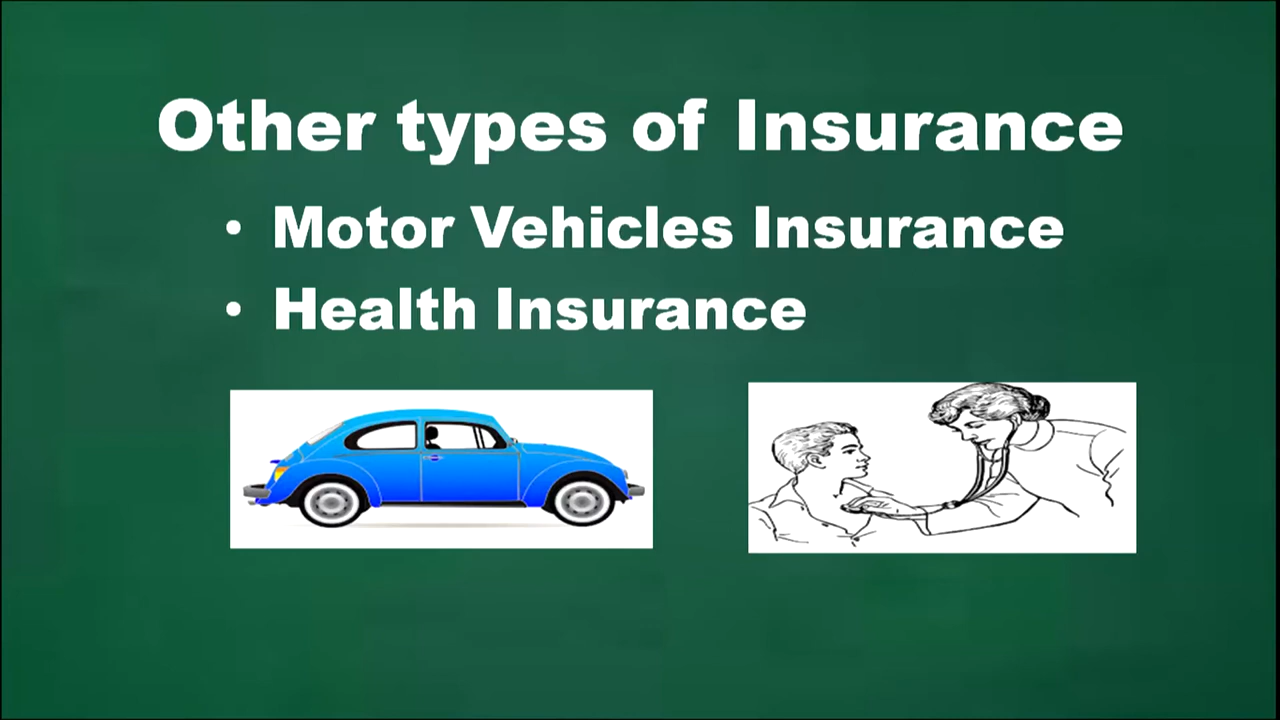 Other types of Insurance
• Motor Vehicles Insurance
• Health Insurance